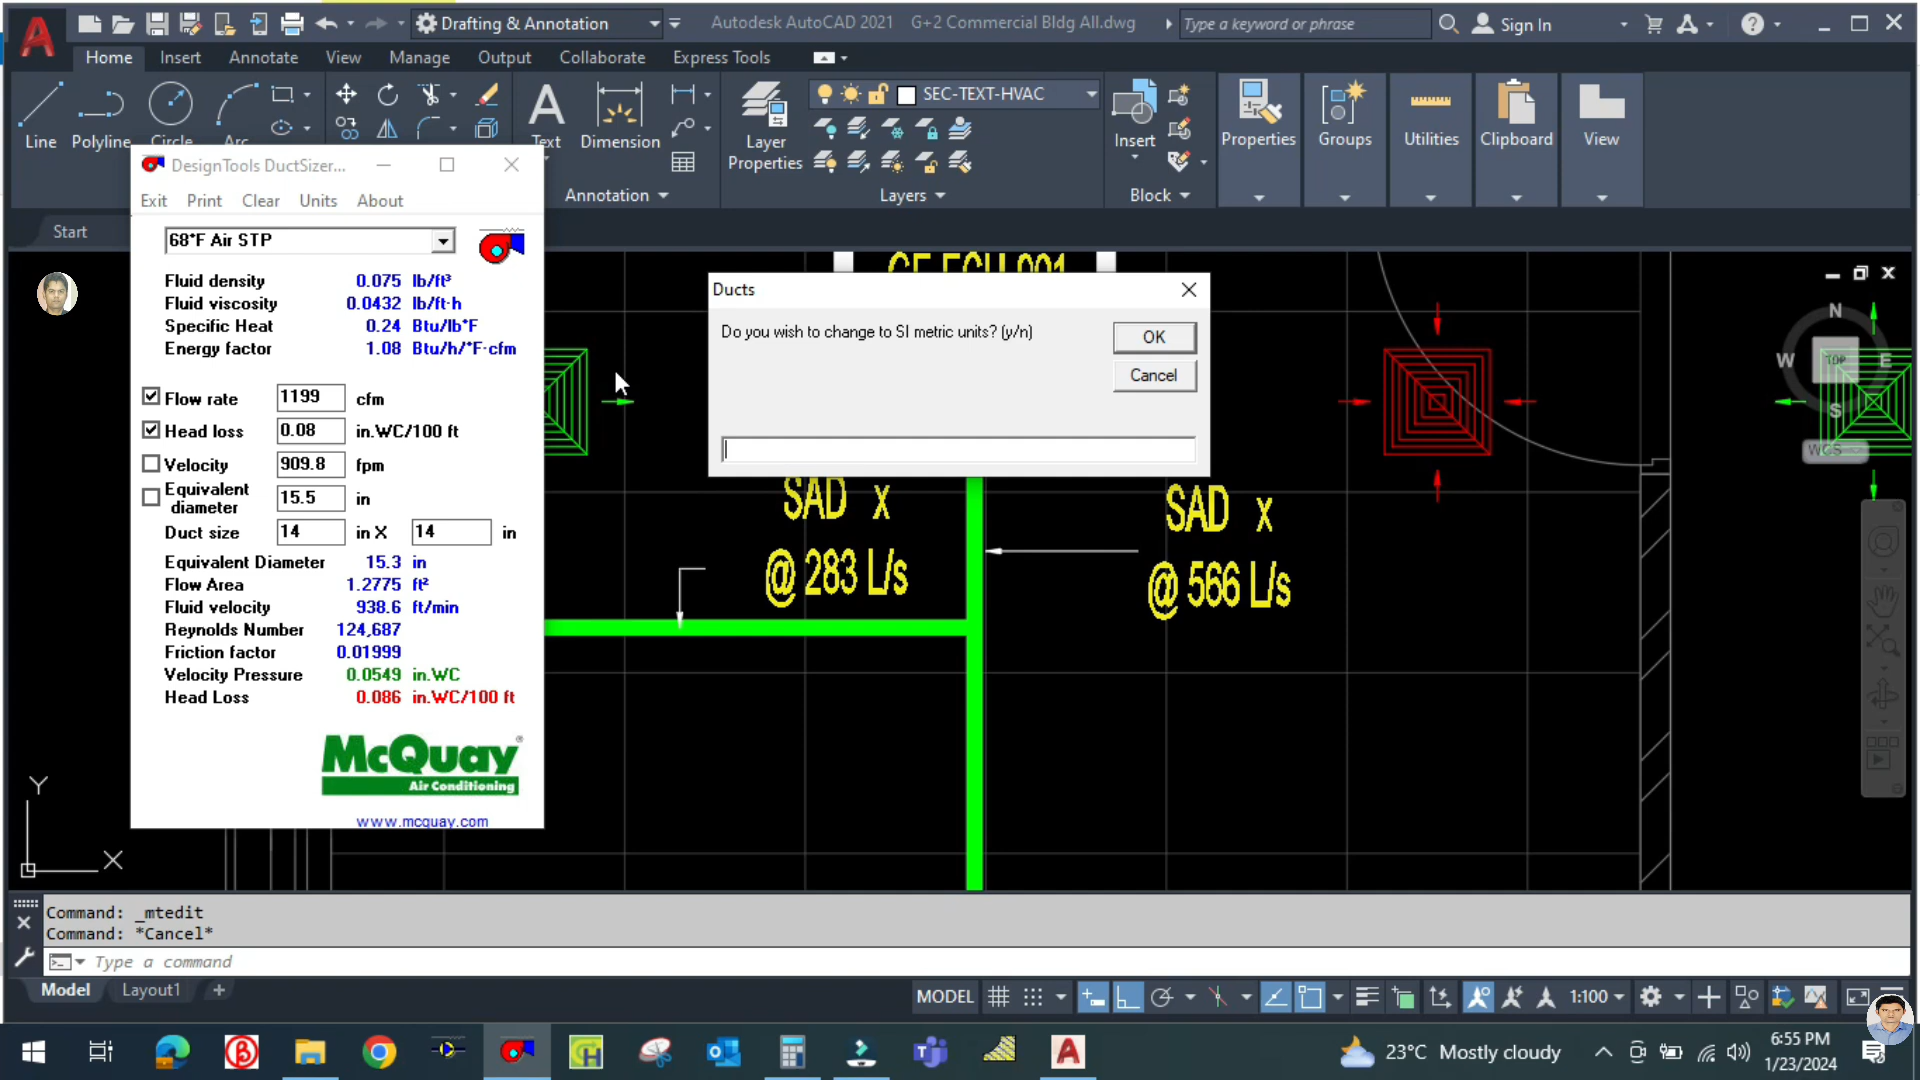 Drafting & Annotation
Autodesk AutoCAD 2021 G+2 Commercial Bldg All.dwg
Type a keyword or phrase
Sign In
Home Insert Annotate View Manage Output Collaborate Express Tools
Line Polyline Circle Arc Text Dimension
Layer Properties
SEC-TEXT-HVAC
Insert
Properties Groups Utilities Clipboard View
Annotation Layers Block
Start
DesignTools DuctSizer...
Exit Print Clear Units About
68°F Air STP
Fluid density 0.075 lb/ft³
Fluid viscosity 0.0432 lb/ft·h
Specific Heat 0.24 Btu/lb°F
Energy factor 1.08 Btu/h/°F·cfm
Flow rate 1199 cfm
Head loss 0.08 in.WC/100 ft
Velocity 909.8 fpm
Equivalent diameter 15.5 in
Duct size 14 in X 14 in
Equivalent Diameter 15.3 in
Flow Area 1.2775 ft²
Fluid velocity 938.6 ft/min
Reynolds Number 124,687
Friction factor 0.01999
Velocity Pressure 0.0549 in.WC
Head Loss 0.086 in.WC/100 ft
McQuay
®
Air Conditioning
www.mcquay.com
Ducts
Do you wish to change to SI metric units? (y/n)
OK
Cancel
SAD x
@ 283 L/s
SAD x
@ 566 L/s
N
W TOP E
S
WCS
Y
X
Command: _mtedit
Command: *Cancel*
Type a command
Model Layout1 +
MODEL
1:100
23°C Mostly cloudy
6:55 PM
1/23/2024